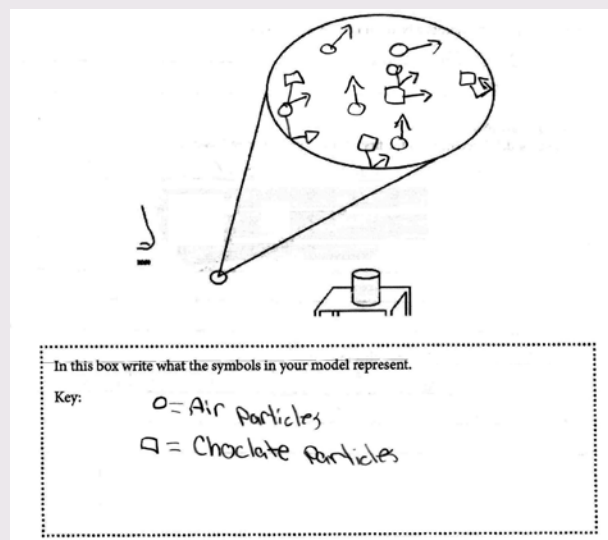 In this box write what the symbols in your model represent.
Key:
O= Air particles
▢ = Choclate particles